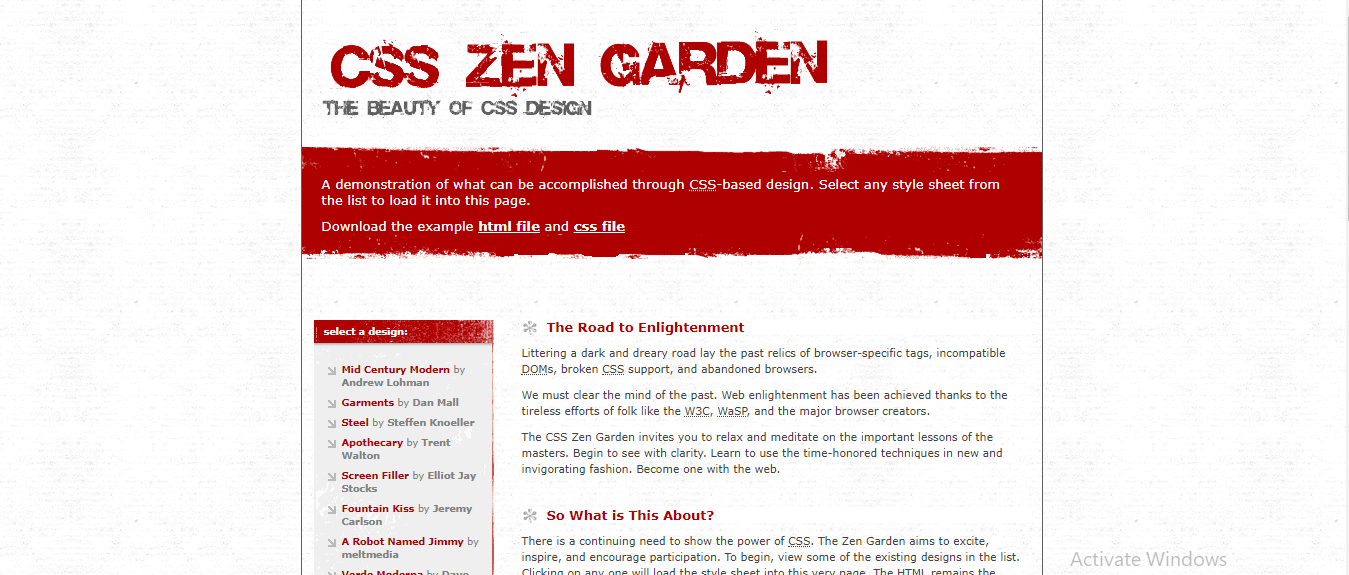 CSS ZEN GARDEN
THE BEAUTY OF CSS DESIGN
A demonstration of what can be accomplished through CSS-based design. Select any style sheet from
the list to load it into this page.
Download the example html file and css file
select a design:
Mid Century Modern by
Andrew Lohman
Garments by Dan Mall
Steel by Steffen Knoeller
Apothecary by Trent
Walton
Screen Filler by Elliot Jay
Stocks
Fountain Kiss by Jeremy
Carlson
A Robot Named Jimmy by
meltmedia
Verde Moderna by Dave
The Road to Enlightenment
Littering a dark and dreary road lay the past relics of browser-specific tags, incompatible
DOMs, broken CSS support, and abandoned browsers.
We must clear the mind of the past. Web enlightenment has been achieved thanks to the
tireless efforts of folk like the W3C, WaSP, and the major browser creators.
The CSS Zen Garden invites you to relax and meditate on the important lessons of the
masters. Begin to see with clarity. Learn to use the time-honored techniques in new and
invigorating fashion. Become one with the web.
So What is This About?
There is a continuing need to show the power of CSS. The Zen Garden aims to excite,
inspire, and encourage participation. To begin, view some of the existing designs in the list.
Clicking on any one will load the style sheet into this very page. The HTML remains the
Activate Windows